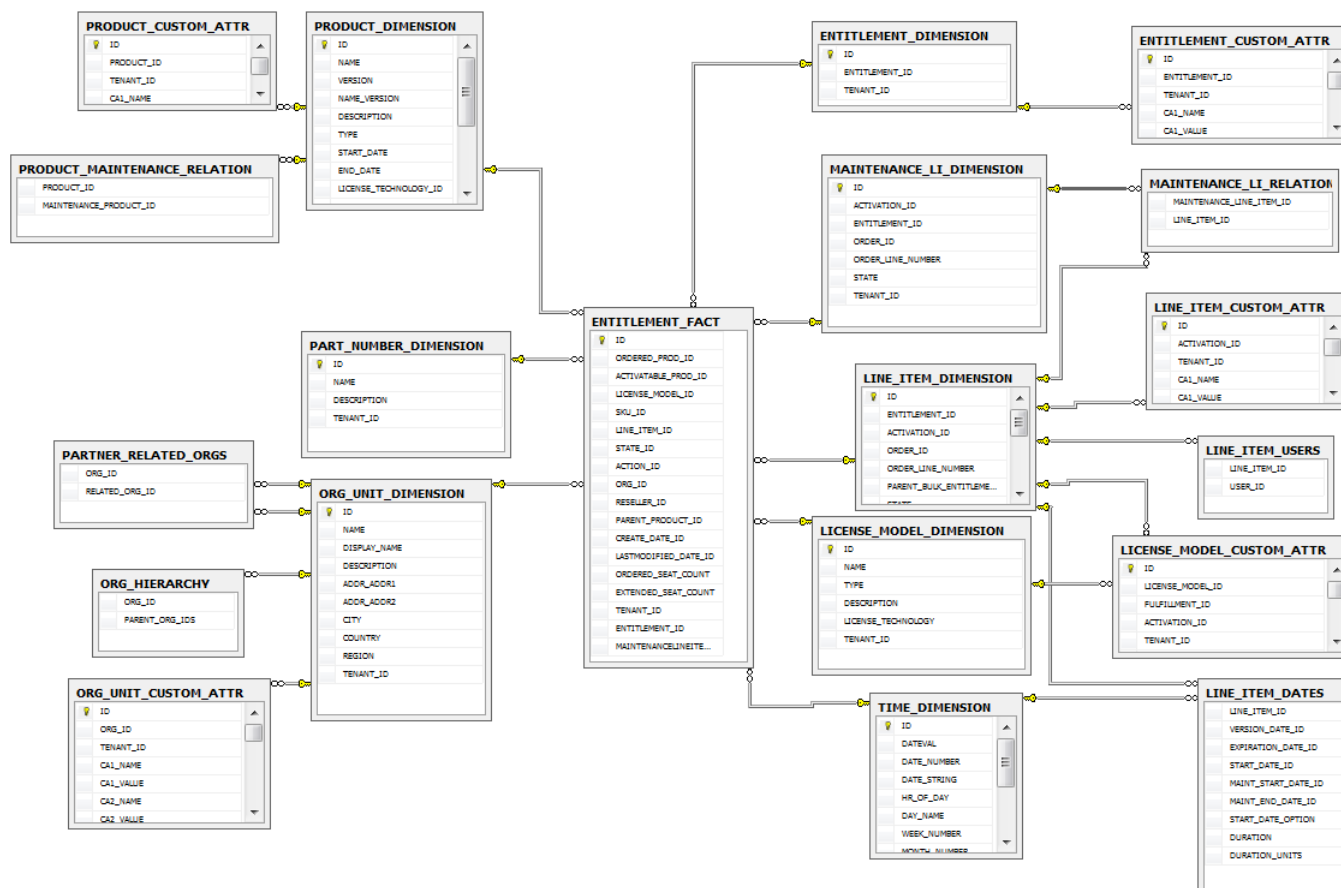 PRODUCT_CUSTOM_ATTR
ID
PRODUCT_ID
TENANT_ID
CA1_NAME
PRODUCT_DIMENSION
ID
NAME
VERSION
NAME_VERSION
DESCRIPTION
TYPE
START_DATE
END_DATE
LICENSE_TECHNOLOGY_ID
PRODUCT_MAINTENANCE_RELATION
PRODUCT_ID
MAINTENANCE_PRODUCT_ID
ENTITLEMENT_DIMENSION
ID
ENTITLEMENT_ID
TENANT_ID
ENTITLEMENT_CUSTOM_ATTR
ID
ENTITLEMENT_ID
TENANT_ID
CA1_NAME
CA1_VALUE
MAINTENANCE_LI_DIMENSION
ID
ACTIVATION_ID
ENTITLEMENT_ID
ORDER_ID
ORDER_LINE_NUMBER
STATE
TENANT_ID
MAINTENANCE_LI_RELATION
MAINTENANCE_LINE_ITEM_ID
LINE_ITEM_ID
ENTITLEMENT_FACT
ID
ORDERED_PROD_ID
ACTIVATABLE_PROD_ID
LICENSE_MODEL_ID
SKU_ID
LINE_ITEM_ID
STATE_ID
ACTION_ID
ORG_ID
RESELLER_ID
PARENT_PRODUCT_ID
CREATE_DATE_ID
LASTMODIFIED_DATE_ID
ORDERED_SEAT_COUNT
EXTENDED_SEAT_COUNT
TENANT_ID
ENTITLEMENT_ID
MAINTENANCELINEITE...
PART_NUMBER_DIMENSION
ID
NAME
DESCRIPTION
TENANT_ID
LINE_ITEM_CUSTOM_ATTR
ID
ACTIVATION_ID
TENANT_ID
CA1_NAME
CA1_VALUE
LINE_ITEM_DIMENSION
ID
ENTITLEMENT_ID
ACTIVATION_ID
ORDER_ID
ORDER_LINE_NUMBER
PARENT_BULK_ENTITLEME...
STATE
LINE_ITEM_USERS
LINE_ITEM_ID
USER_ID
PARTNER_RELATED_ORGS
ORG_ID
RELATED_ORG_ID
ORG_UNIT_DIMENSION
ID
NAME
DISPLAY_NAME
DESCRIPTION
ADDR_ADDR1
ADDR_ADDR2
CITY
COUNTRY
REGION
TENANT_ID
LICENSE_MODEL_DIMENSION
ID
NAME
TYPE
DESCRIPTION
LICENSE_TECHNOLOGY
TENANT_ID
LICENSE_MODEL_CUSTOM_ATTR
ID
LICENSE_MODEL_ID
FULFILLMENT_ID
ACTIVATION_ID
TENANT_ID
ORG_HIERARCHY
ORG_ID
PARENT_ORG_IDS
ORG_UNIT_CUSTOM_ATTR
ID
ORG_ID
TENANT_ID
CA1_NAME
CA1_VALUE
CA2_NAME
CA2_VALUE
TIME_DIMENSION
ID
DATEVAL
DATE_NUMBER
DATE_STRING
HR_OF_DAY
DAY_NAME
WEEK_NUMBER
MONTH_NUMBER
LINE_ITEM_DATES
LINE_ITEM_ID
VERSION_DATE_ID
EXPIRATION_DATE_ID
START_DATE_ID
MAINT_START_DATE_ID
MAINT_END_DATE_ID
START_DATE_OPTION
DURATION
DURATION_UNITS